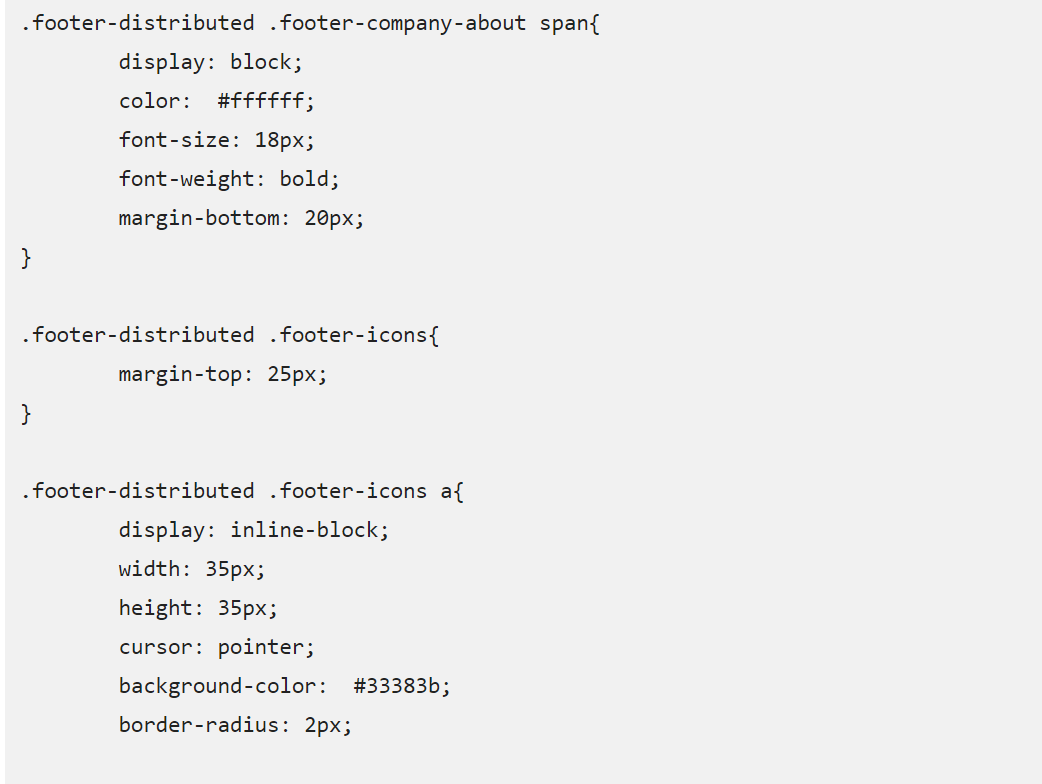 .footer-distributed .footer-company-about span{
display: block;
color:  #ffffff;
font-size: 18px;
font-weight: bold;
margin-bottom: 20px;
}
.footer-distributed .footer-icons{
margin-top: 25px;
}
.footer-distributed .footer-icons a{
display: inline-block;
width: 35px;
height: 35px;
cursor: pointer;
background-color:  #33383b;
border-radius: 2px;